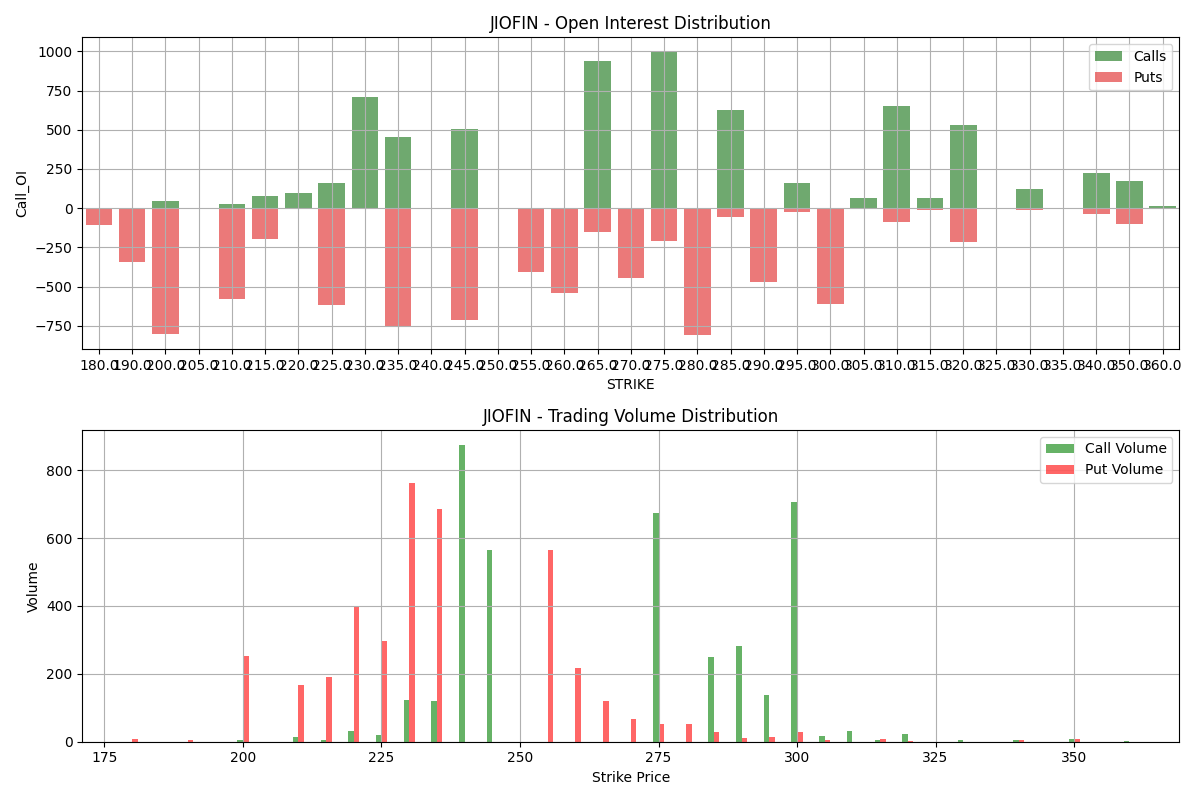 JIOFIN - Open Interest Distribution
Calls
Puts
1000
750
500
250
0
−250
−500
−750
Call_OI
180.0 190.0 200.0 205.0 210.0 215.0 220.0 225.0 230.0 235.0 240.0 245.0 250.0 255.0 260.0 265.0 270.0 275.0 280.0 285.0 290.0 295.0 300.0 305.0 310.0 315.0 320.0 325.0 330.0 335.0 340.0 350.0 360.0
STRIKE
JIOFIN - Trading Volume Distribution
Call Volume
Put Volume
800
600
400
200
0
Volume
175 200 225 250 275 300 325 350
Strike Price